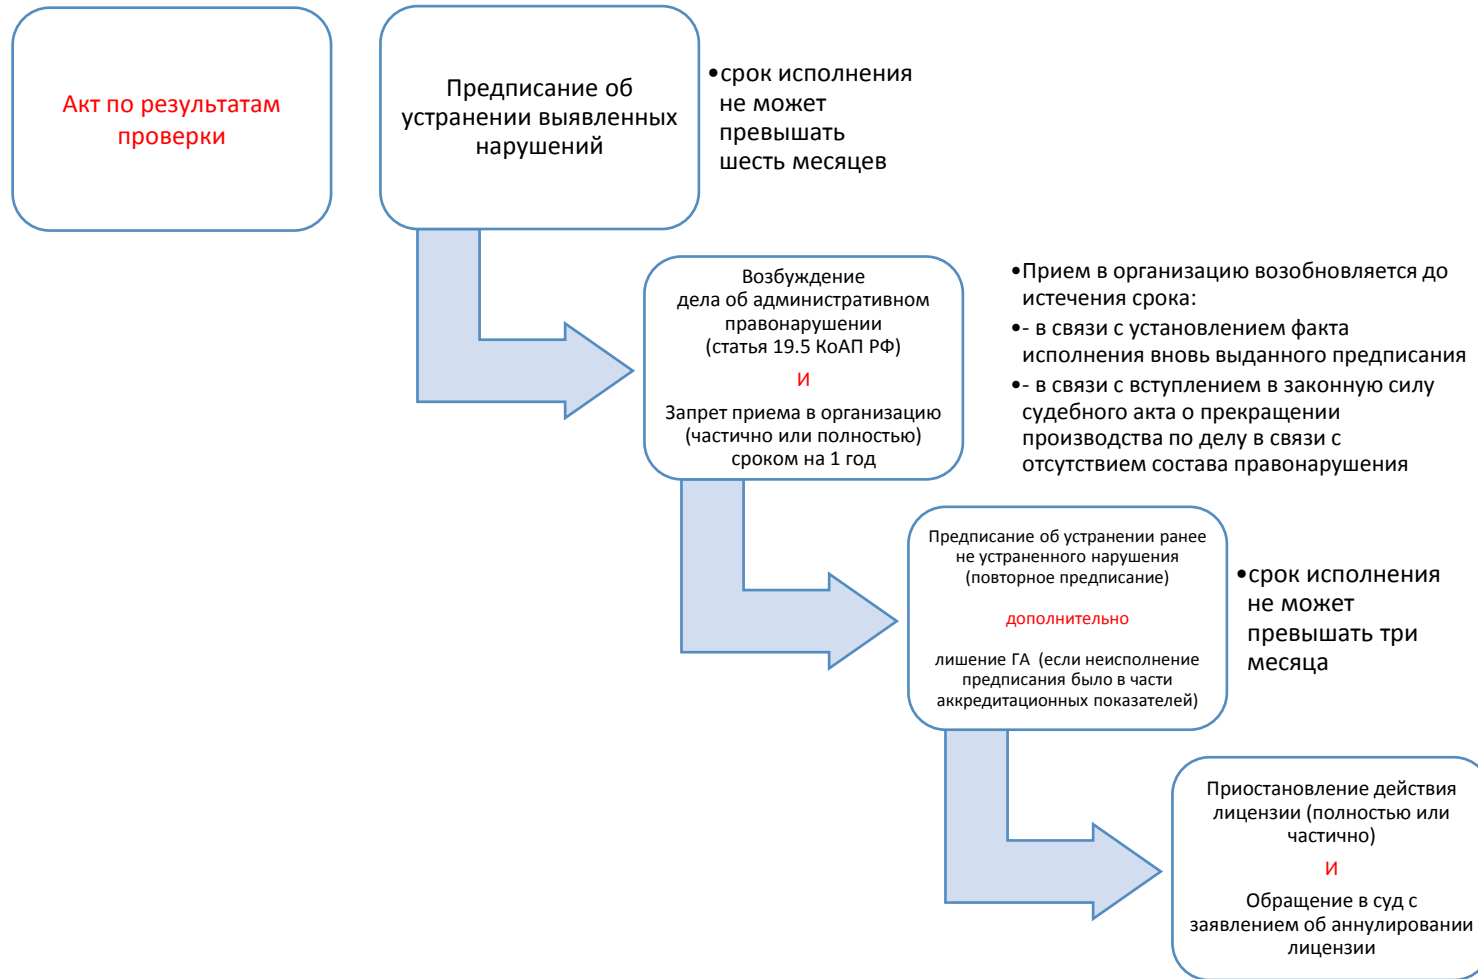 Акт по результатам
проверки
Предписание об
устранении выявленных
нарушений
•срок исполнения
не может
превышать
шесть месяцев
Возбуждение
дела об административном
правонарушении
(статья 19.5 КоАП РФ)
И
Запрет приема в организацию
(частично или полностью)
сроком на 1 год
•Прием в организацию возобновляется до
истечения срока:
•- в связи с установлением факта
исполнения вновь выданного предписания
•- в связи с вступлением в законную силу
судебного акта о прекращении
производства по делу в связи с
отсутствием состава правонарушения
Предписание об устранении ранее
не устраненного нарушения
(повторное предписание)
дополнительно
лишение ГА (если неисполнение
предписания было в части
аккредитационных показателей)
•срок исполнения
не может
превышать три
месяца
Приостановление действия
лицензии (полностью или
частично)
И
Обращение в суд с
заявлением об аннулировании
лицензии